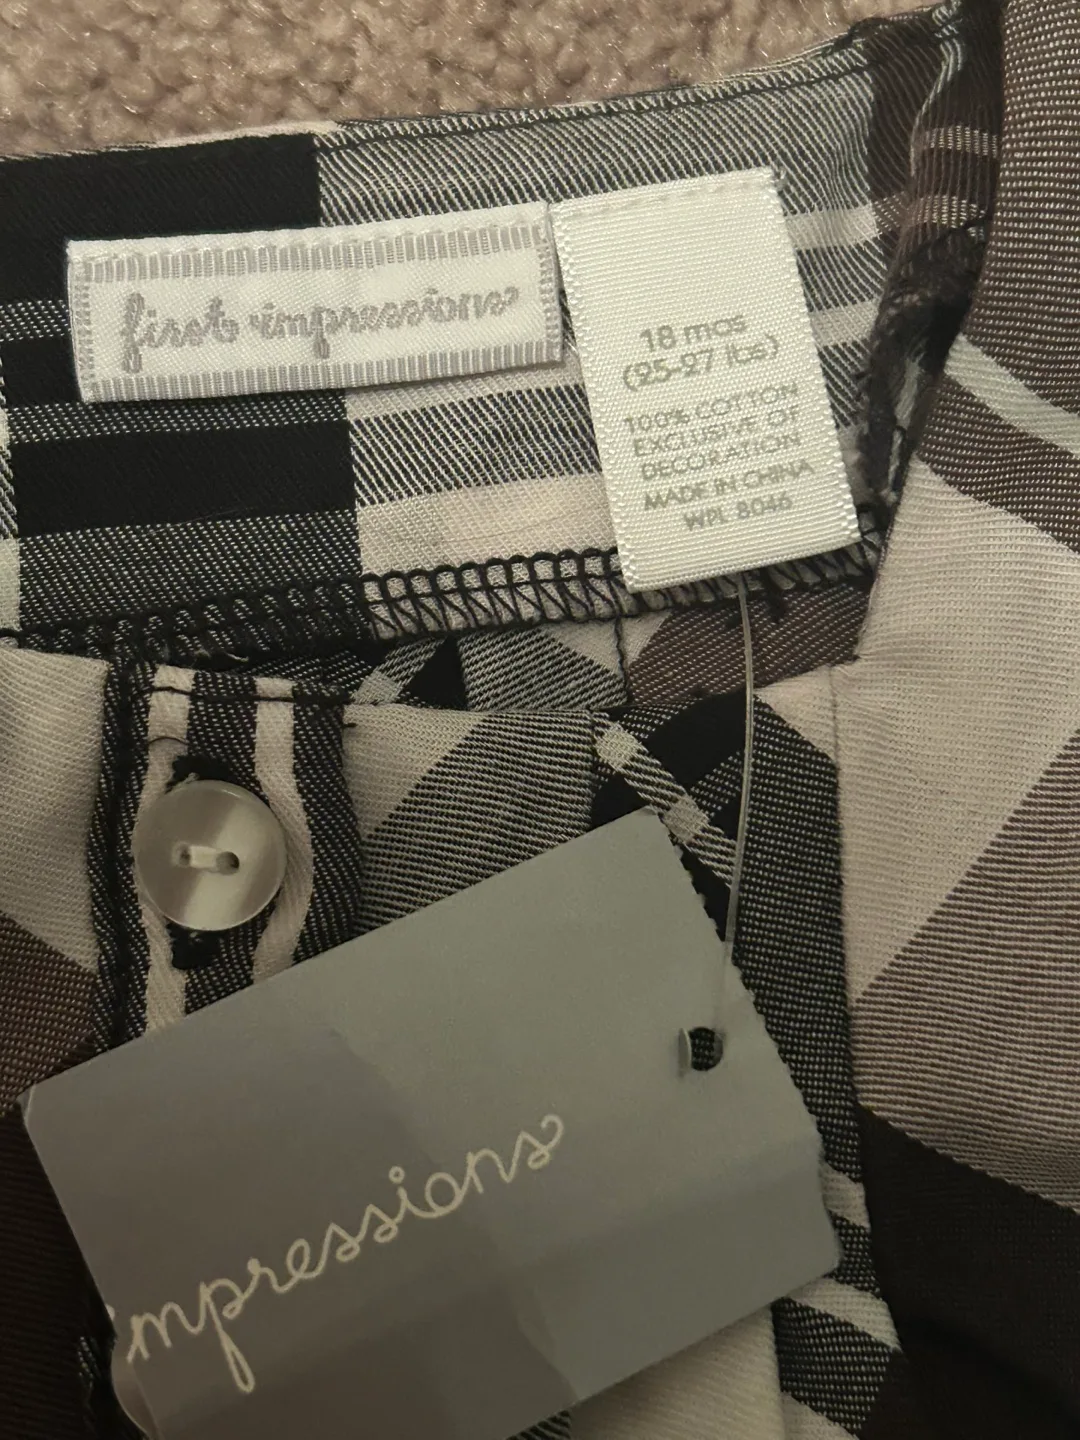 first impressions
18 mos
(25-27 lbs)
100% COTTON
EXCLUSIVE OF
DECORATION
MADE IN CHINA
WPL 8046
impressions